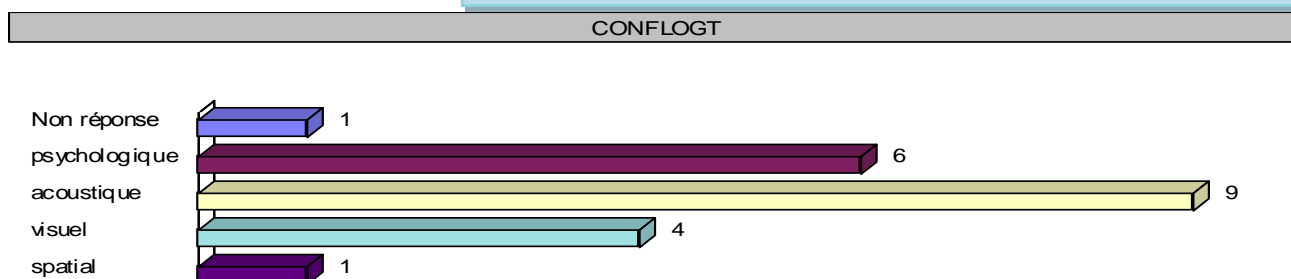 CONFLOGT
Non réponse 1
psychologique 6
acoustique 9
visuel 4
spatial 1